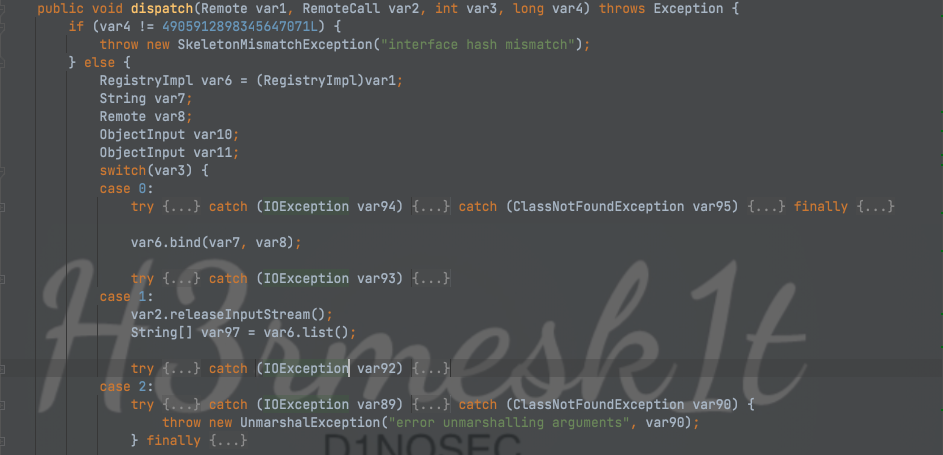 public void dispatch(Remote var1, RemoteCall var2, int var3, long var4) throws Exception {
if (var4 != 4905912898345647071L) {
throw new SkeletonMismatchException("interface hash mismatch");
} else {
RegistryImpl var6 = (RegistryImpl)var1;
String var7;
Remote var8;
ObjectInput var10;
ObjectInput var11;
switch(var3) {
case 0:
try {...} catch (IOException var94) {...} catch (ClassNotFoundException var95) {...} finally {...}
var6.bind(var7, var8);
try {...} catch (IOException var93) {...}
case 1:
var2.releaseInputStream();
String[] var97 = var6.list();
try {...} catch (IOException var92) {...}
case 2:
try {...} catch (IOException var89) {...} catch (ClassNotFoundException var90) {
throw new UnmarshalException("error unmarshalling arguments", var90);
} finally {...}
H3rmesk1t
D1NOSEC